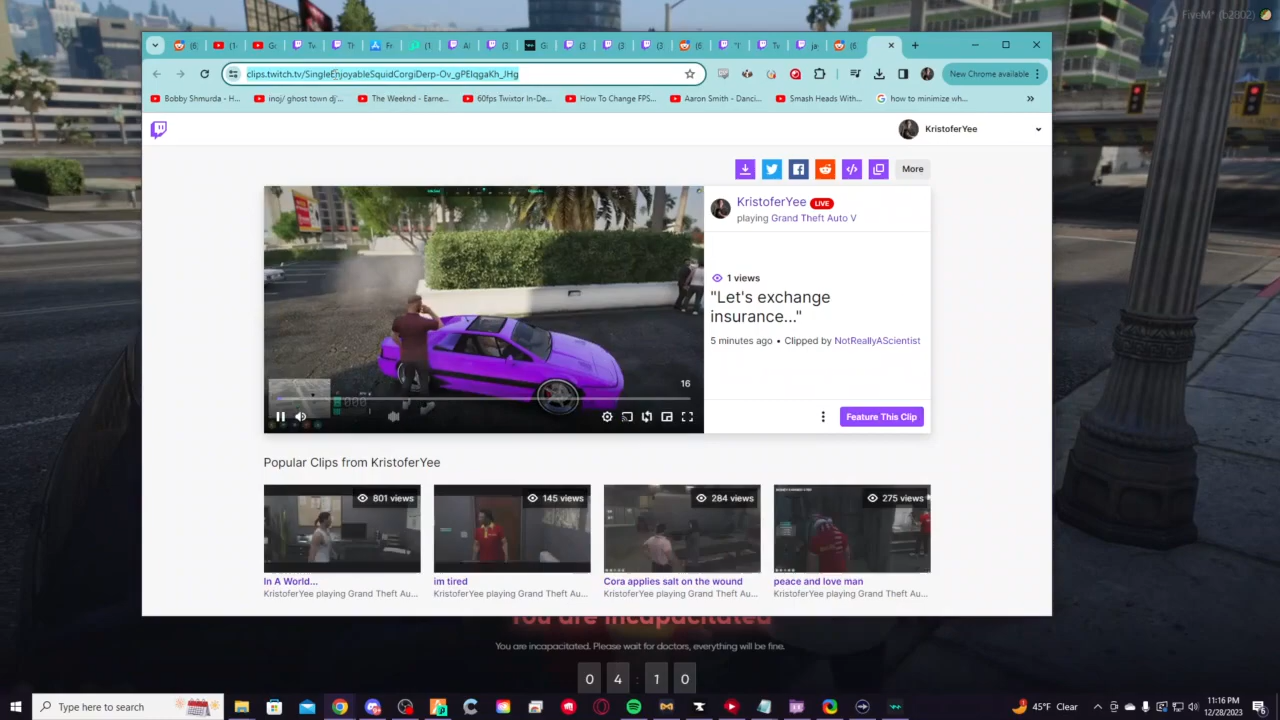 FiveM* (b2802)
clips.twitch.tv/SingleEnjoyableSquidCorgiDerp-Ov_gPEIqgaKh_JHg
New Chrome available
Bobby Shmurda - H...
inoj/ ghost town dj'...
The Weeknd - Earne...
60fps Twixtor In-De...
How To Change FPS...
Aaron Smith - Danci...
Smash Heads With...
how to minimize wh...
KristoferYee
More
KristoferYee LIVE
playing Grand Theft Auto V
1 views
"Let's exchange
insurance..."
5 minutes ago • Clipped by NotReallyAScientist
16
Feature This Clip
Popular Clips from KristoferYee
801 views
145 views
284 views
275 views
In A World...
im tired
Cora applies salt on the wound
peace and love man
KristoferYee playing Grand Theft Au...
KristoferYee playing Grand Theft Au...
KristoferYee playing Grand Theft Au...
KristoferYee playing Grand Theft Au...
You are incapacitated
You are incapacitated. Please wait for doctors, everything will be fine.
0 4 : 1 0
Type here to search
45°F Clear
11:16 PM
12/28/2023